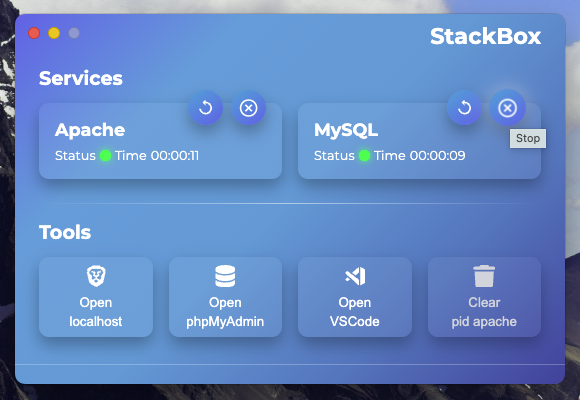 StackBox
Services
Apache
Status Time 00:00:11
MySQL
Status Time 00:00:09
Stop
Tools
Open
localhost
Open
phpMyAdmin
Open
VSCode
Clear
pid apache